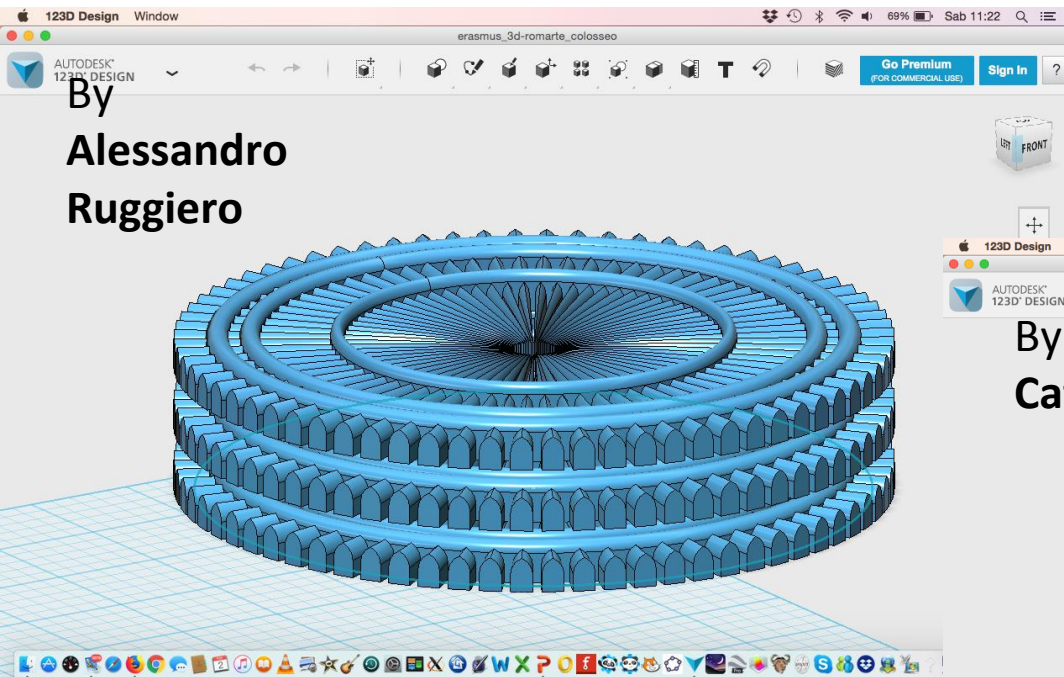 123D Design Window
69% Sab 11:22
erasmus_3d-romarte_colosseo
AUTODESK®
123D® DESIGN
T
Go Premium
(FOR COMMERCIAL USE)
Sign In
?
By
Alessandro
Ruggiero
LEFT FRONT
123D Design
AUTODESK®
123D® DESIGN
By